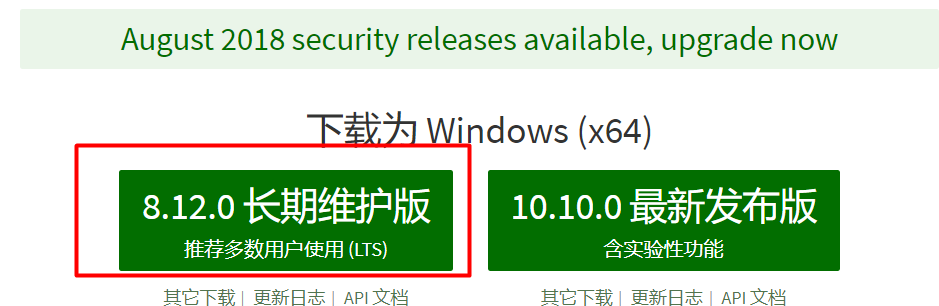 August 2018 security releases available, upgrade now
下载为 Windows (x64)
8.12.0 长期维护版
推荐多数用户使用 (LTS)
其它下载 | 更新日志 | API 文档
10.10.0 最新发布版
含实验性功能
其它下载 | 更新日志 | API 文档